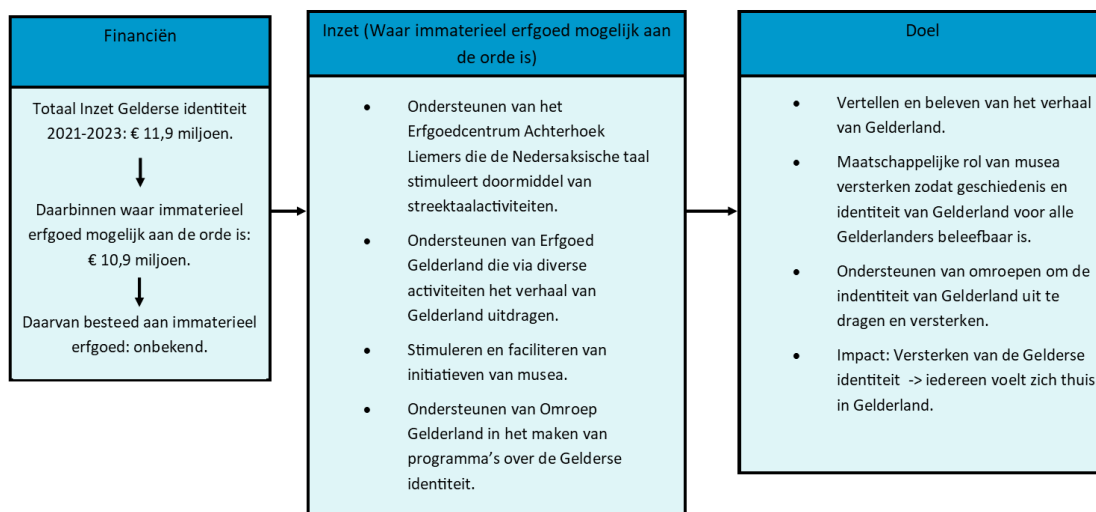 Financiën
Totaal Inzet Gelderse identiteit
2021-2023: € 11,9 miljoen.
Daarbinnen waar immaterieel
erfgoed mogelijk aan de orde is:
€ 10,9 miljoen.
Daarvan besteed aan immaterieel
erfgoed: onbekend.
Inzet (Waar immaterieel erfgoed mogelijk aan
de orde is)
• Ondersteunen van het
Erfgoedcentrum Achterhoek
Liemers die de Nedersaksische taal
stimuleert doormiddel van
streektaalactiviteiten.
• Ondersteunen van Erfgoed
Gelderland die via diverse
activiteiten het verhaal van
Gelderland uitdragen.
• Stimuleren en faciliteren van
initiatieven van musea.
• Ondersteunen van Omroep
Gelderland in het maken van
programma’s over de Gelderse
identiteit.
Doel
• Vertellen en beleven van het verhaal
van Gelderland.
• Maatschappelijke rol van musea
versterken zodat geschiedenis en
identiteit van Gelderland voor alle
Gelderlanders beleefbaar is.
• Ondersteunen van omroepen om de
indentiteit van Gelderland uit te
dragen en versterken.
• Impact: Versterken van de Gelderse
identiteit -> iedereen voelt zich thuis
in Gelderland.